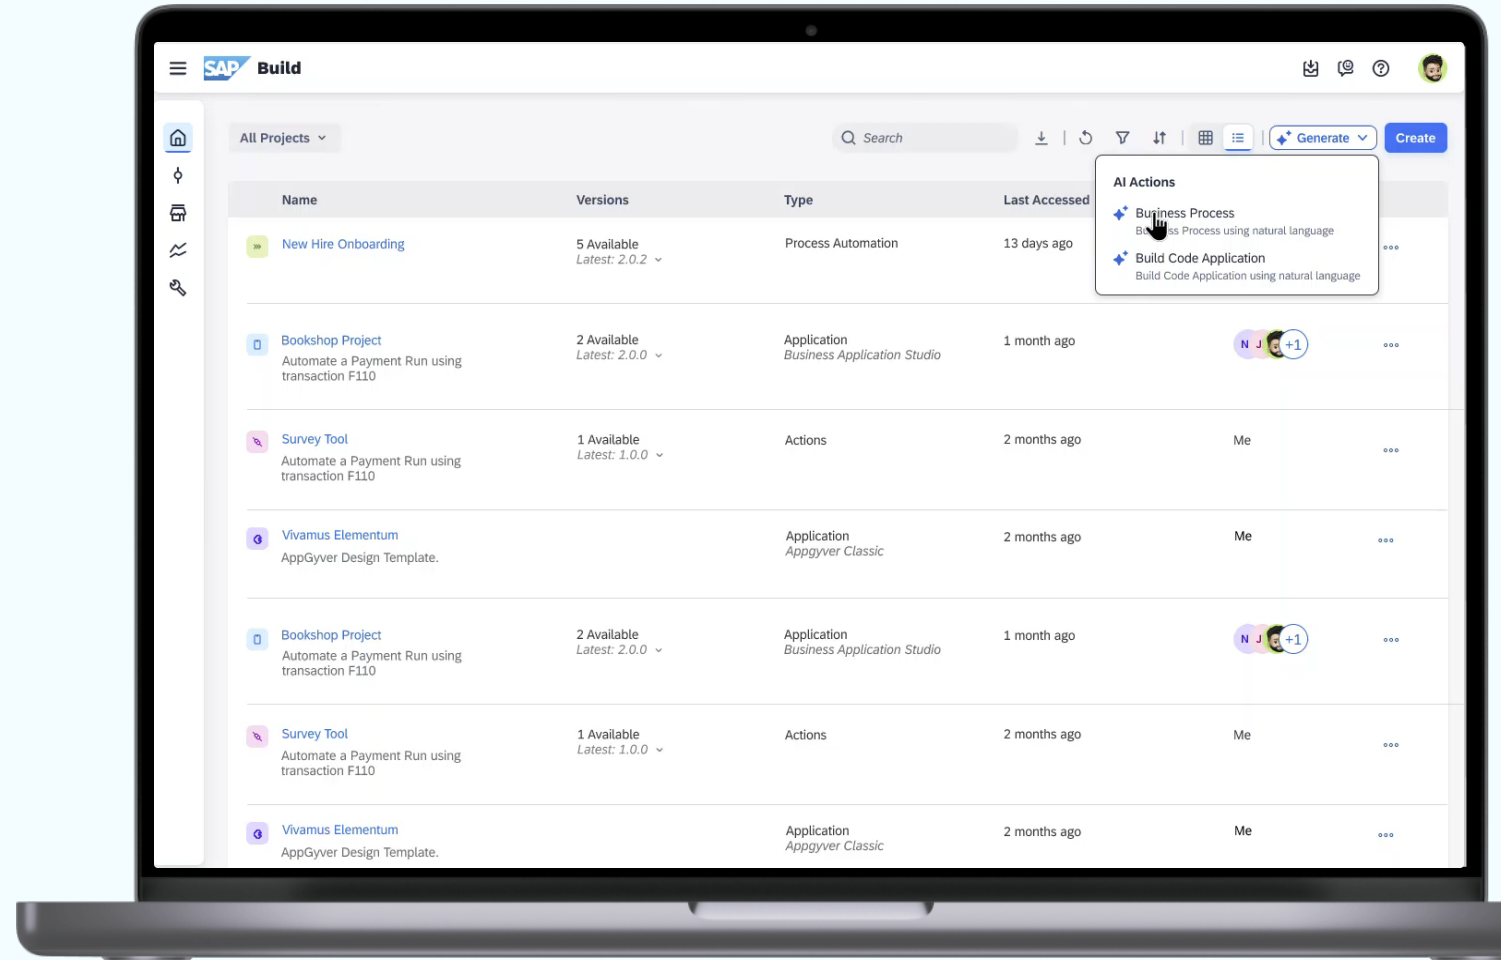 SAP Build
All Projects
Search
Generate
Create
Name
Versions
Type
Last Accessed
AI Actions
Business Process
Process using natural language
Build Code Application
Build Code Application using natural language
New Hire Onboarding
5 Available
Latest: 2.0.2
Process Automation
13 days ago
Bookshop Project
Automate a Payment Run using
transaction F110
2 Available
Latest: 2.0.0
Application
Business Application Studio
1 month ago
N J +1
Survey Tool
Automate a Payment Run using
transaction F110
1 Available
Latest: 1.0.0
Actions
2 months ago
Me
Vivamus Elementum
AppGyver Design Template.
Application
Appgyver Classic
2 months ago
Me
Bookshop Project
Automate a Payment Run using
transaction F110
2 Available
Latest: 2.0.0
Application
Business Application Studio
1 month ago
N J +1
Survey Tool
Automate a Payment Run using
transaction F110
1 Available
Latest: 1.0.0
Actions
2 months ago
Me
Vivamus Elementum
AppGyver Design Template.
Application
Appgyver Classic
2 months ago
Me